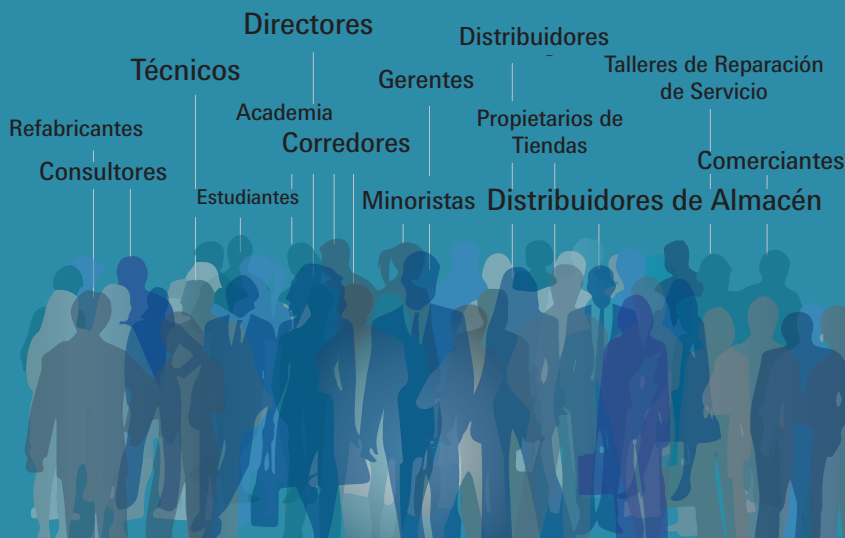 Directores
Distribuidores
Técnicos
Gerentes
Talleres de Reparación
de Servicio
Academia
Refabricantes
Corredores
Propietarios de
Tiendas
Consultores
Comerciantes
Estudiantes
Minoristas
Distribuidores de Almacén